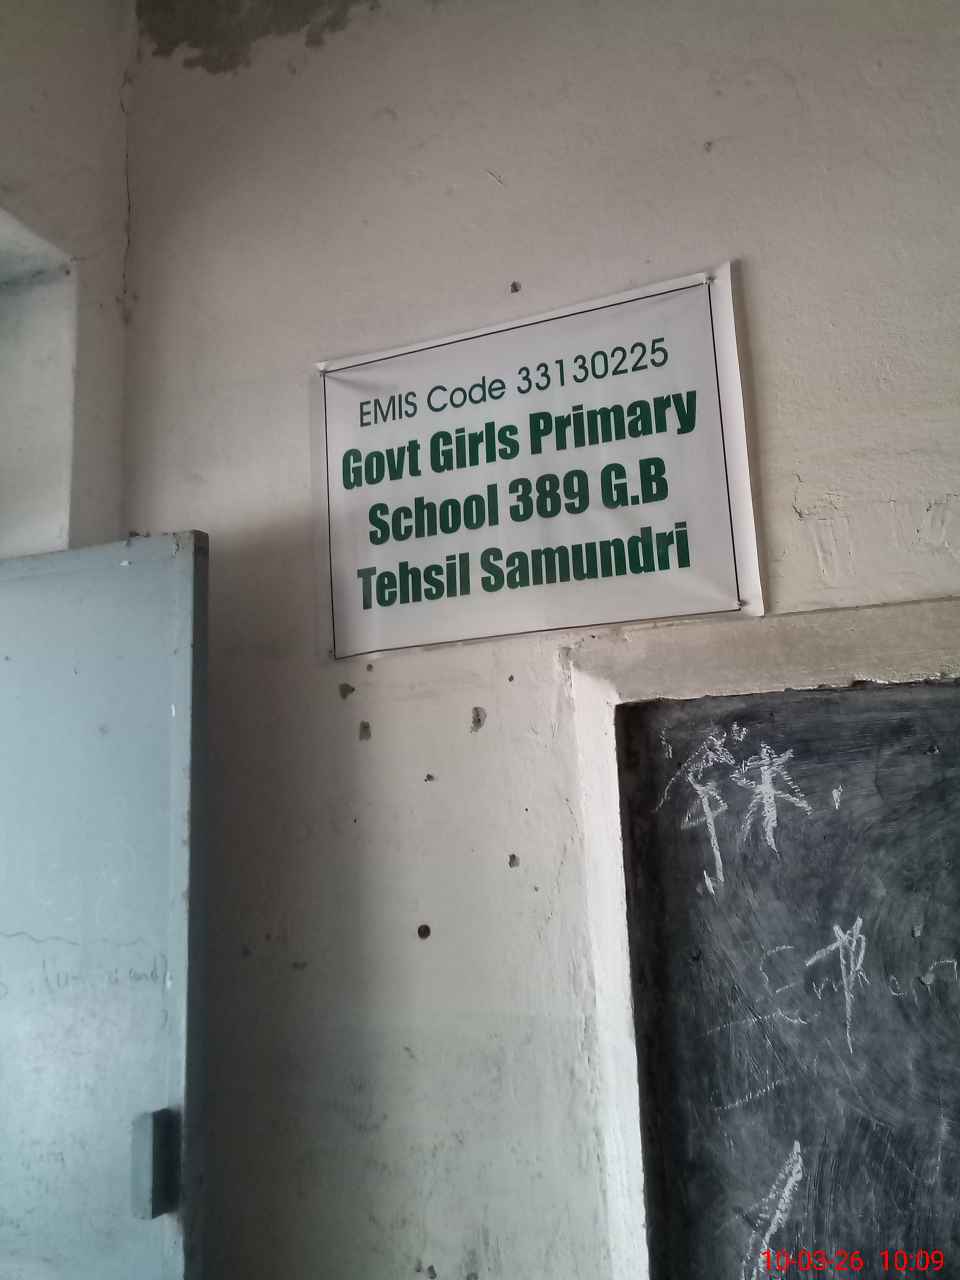 EMIS Code 33130225
Govt Girls Primary
School 389 G.B
Tehsil Samundri
10-03-26 10:09